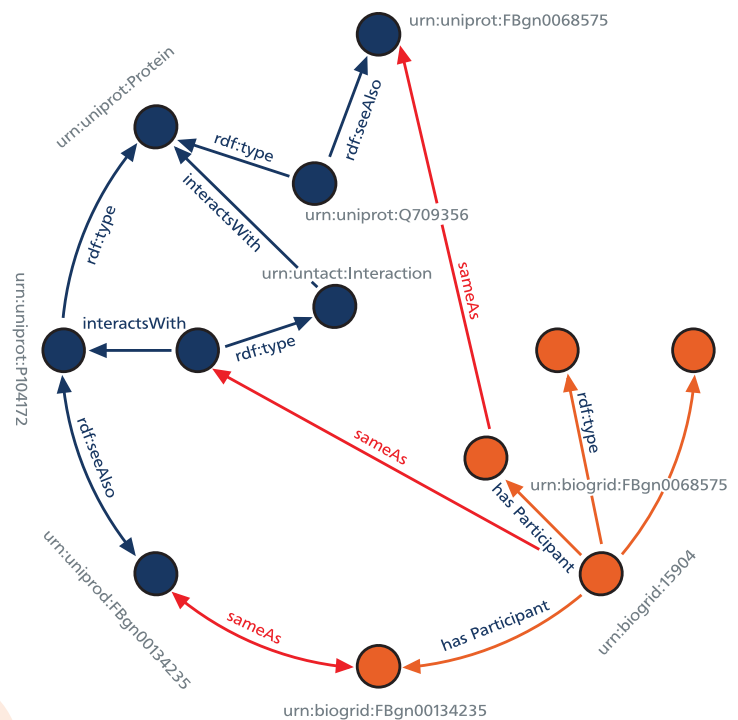 urn:uniprot:FBgn0068575
urn:uniprot:Protein
rdf:seeAlso
rdf:type
interactsWith
urn:uniprot:Q709356
rdf:type
urn:untact:Interaction
sameAs
urn:uniprot:P104172
interactsWith
rdf:type
rdf:type
rdf:seeAlso
sameAs
urn:biogrid:FBgn0068575
has Participant
urn:uniprod:FBgn00134235
urn:biogrid:15904
sameAs
has Participant
urn:biogrid:FBgn00134235